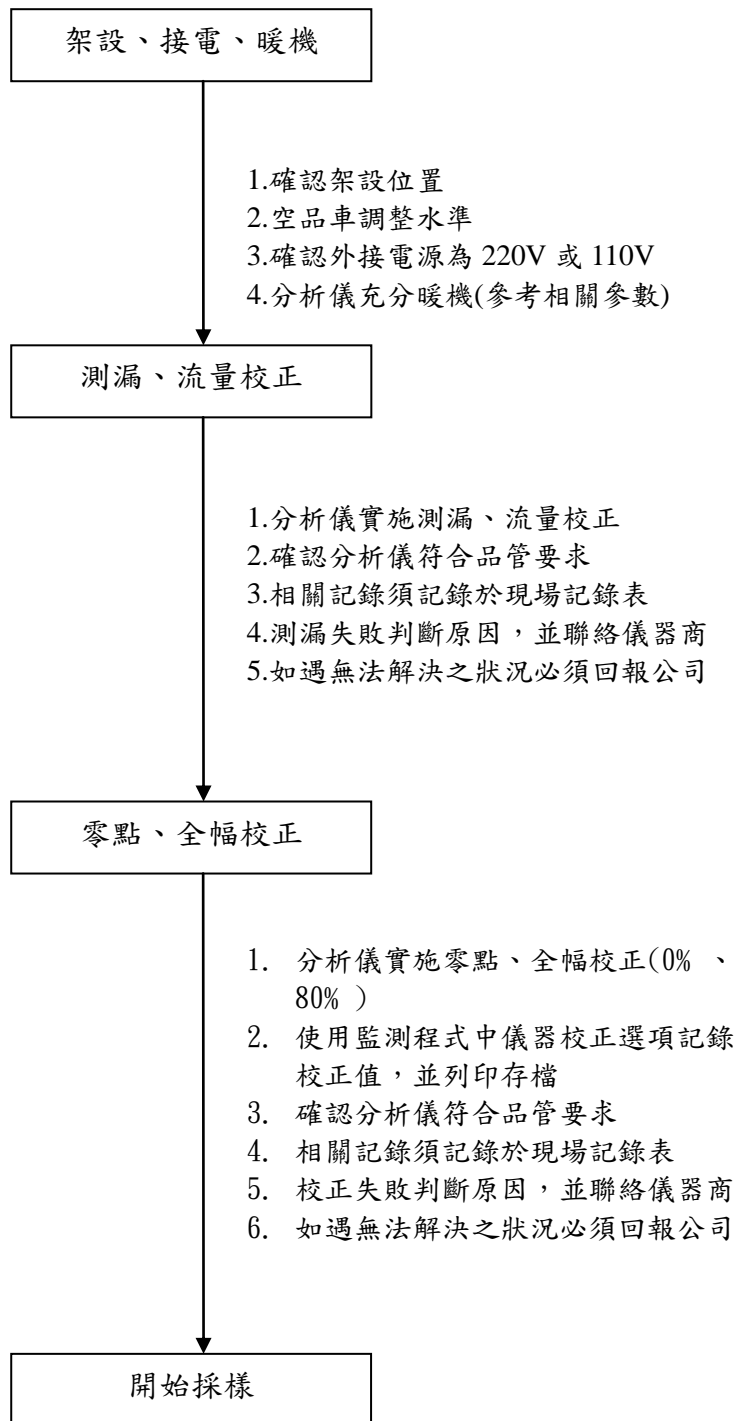 架設、接電、暖機
1.確認架設位置
2.空品車調整水準
3.確認外接電源為 220V 或 110V
4.分析儀充分暖機(參考相關參數)
測漏、流量校正
1.分析儀實施測漏、流量校正
2.確認分析儀符合品管要求
3.相關記錄須記錄於現場記錄表
4.測漏失敗判斷原因，並聯絡儀器商
5.如遇無法解決之狀況必須回報公司
零點、全幅校正
1. 分析儀實施零點、全幅校正(0% 、
80% )
2. 使用監測程式中儀器校正選項記錄
校正值，並列印存檔
3. 確認分析儀符合品管要求
4. 相關記錄須記錄於現場記錄表
5. 校正失敗判斷原因，並聯絡儀器商
6. 如遇無法解決之狀況必須回報公司
開始採樣